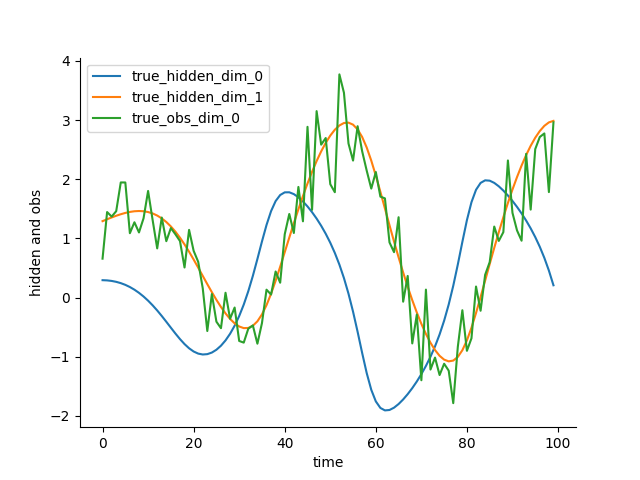 true_hidden_dim_0
true_hidden_dim_1
true_obs_dim_0
4
3
2
1
0
−1
−2
hidden and obs
0 20 40 60 80 100
time